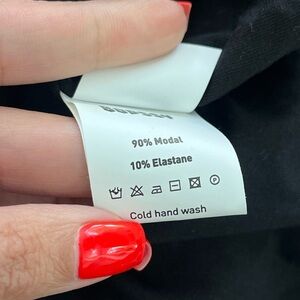 90% Modal
10% Elastane
Cold hand wash